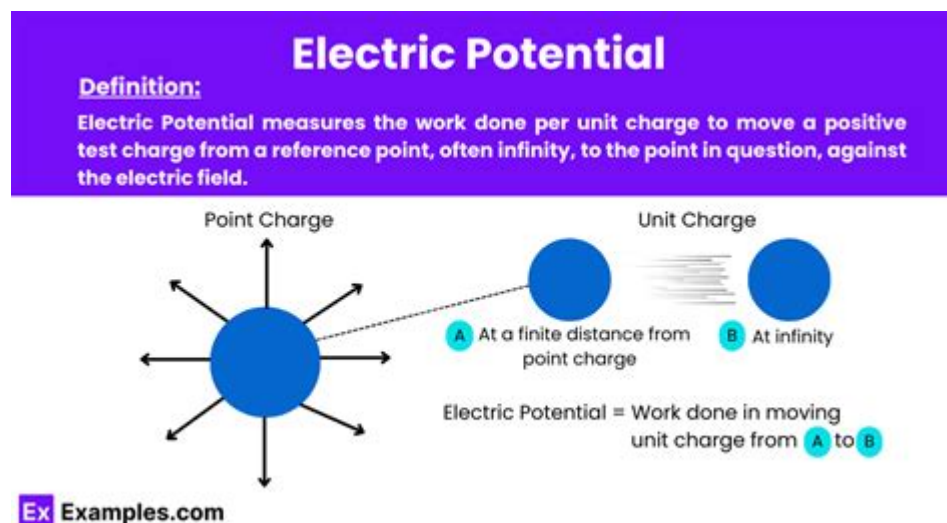 Electric Potential
Definition:
Electric Potential measures the work done per unit charge to move a positive
test charge from a reference point, often infinity, to the point in question, against
the electric field.
Point Charge
Unit Charge
A At a finite distance from
point charge
B At infinity
Electric Potential = Work done in moving
unit charge from A to B
Ex Examples.com